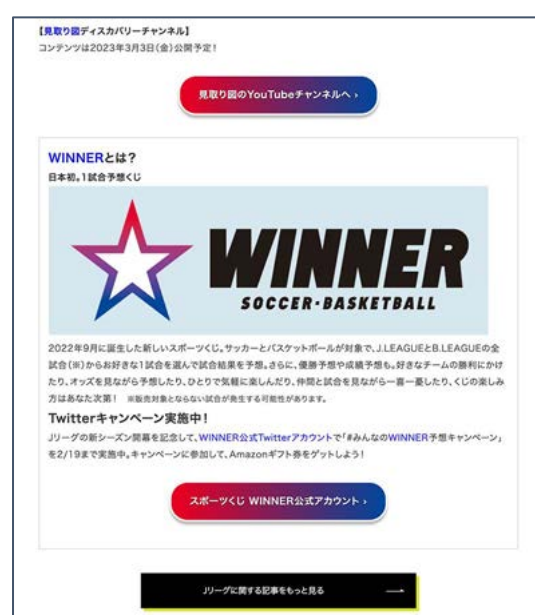 【見取り図ディスカバリーチャンネル】
コンテンツは2023年3月3日(金)公開予定!
見取り図のYouTubeチャンネルへ ›
WINNERとは?
日本初。1試合予想くじ
WINNER
SOCCER・BASKETBALL
2022年9月に誕生した新しいスポーツくじ。サッカーとバスケットボールが対象で、J.LEAGUEとB.LEAGUEの全
試合(※)からお好きな1試合を選んで試合結果を予想。さらに、優勝予想や成績予想も。好きなチームの勝利にかけ
たり、オッズを見ながら予想したり、ひとりで気軽に楽しんだり、仲間と試合を見ながら一喜一憂したり、くじの楽しみ
方はあなた次第! ※販売対象とならない試合が発生する可能性があります。
Twitterキャンペーン実施中!
Jリーグの新シーズン開幕を記念して、WINNER公式Twitterアカウントで「#みんなのWINNER予想キャンペーン」
を2/19まで実施中。キャンペーンに参加して、Amazonギフト券をゲットしよう!
スポーツくじ WINNER公式アカウント ›
Jリーグに関する記事をもっと見る